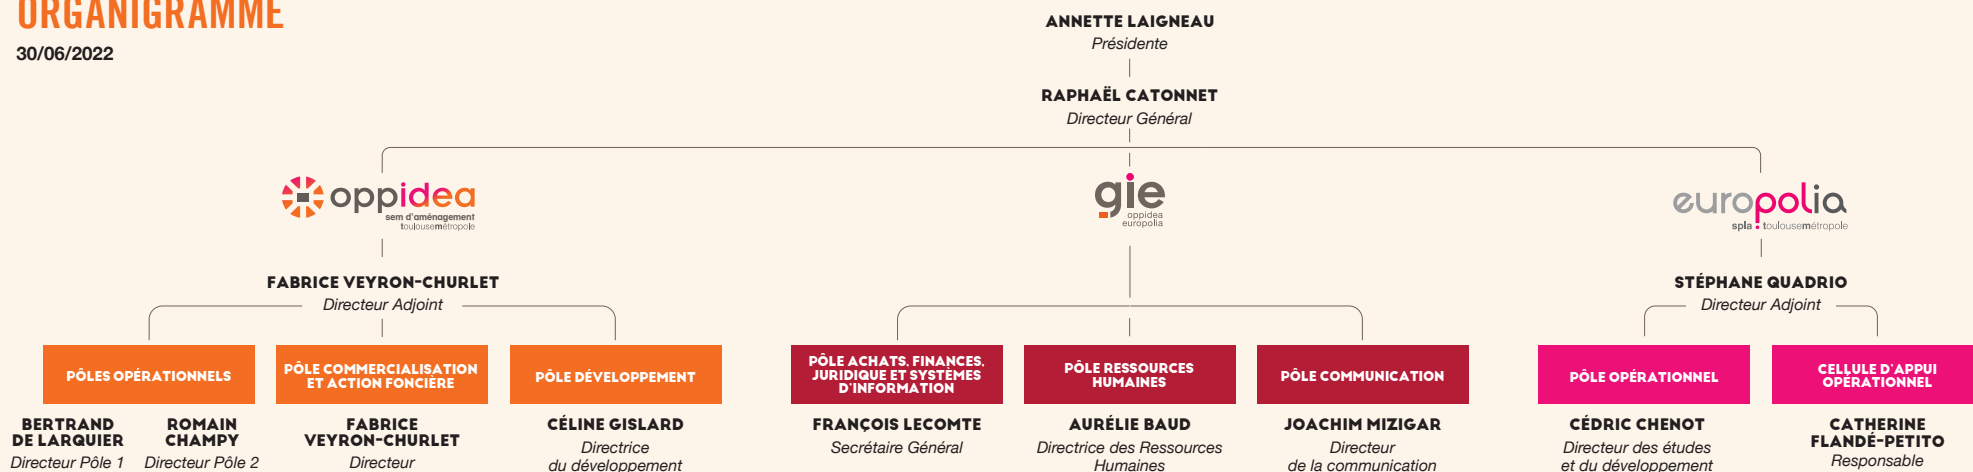 ORGANIGRAMME
30/06/2022
ANNETTE LAIGNEAU
Présidente
RAPHAËL CATONNET
Directeur Général
oppidea
sem d'aménagement
toulousemétropole
gie
oppidea
europolia
europolia
spla toulousemétropole
FABRICE VEYRON-CHURLET
Directeur Adjoint
STÉPHANE QUADRIO
Directeur Adjoint
PÔLES OPÉRATIONNELS
BERTRAND
DE LARQUIER
Directeur Pôle 1
ROMAIN
CHAMPY
Directeur Pôle 2
PÔLE COMMERCIALISATION
ET ACTION FONCIÈRE
FABRICE
VEYRON-CHURLET
Directeur
PÔLE DÉVELOPPEMENT
CÉLINE GISLARD
Directrice
du développement
PÔLE ACHATS, FINANCES,
JURIDIQUE ET SYSTÈMES
D'INFORMATION
FRANÇOIS LECOMTE
Secrétaire Général
PÔLE RESSOURCES
HUMAINES
AURÉLIE BAUD
Directrice des Ressources
Humaines
PÔLE COMMUNICATION
JOACHIM MIZIGAR
Directeur
de la communication
PÔLE OPÉRATIONNEL
CÉDRIC CHENOT
Directeur des études
et du développement
CELLULE D'APPUI
OPÉRATIONNEL
CATHERINE
FLANDÉ-PETITO
Responsable